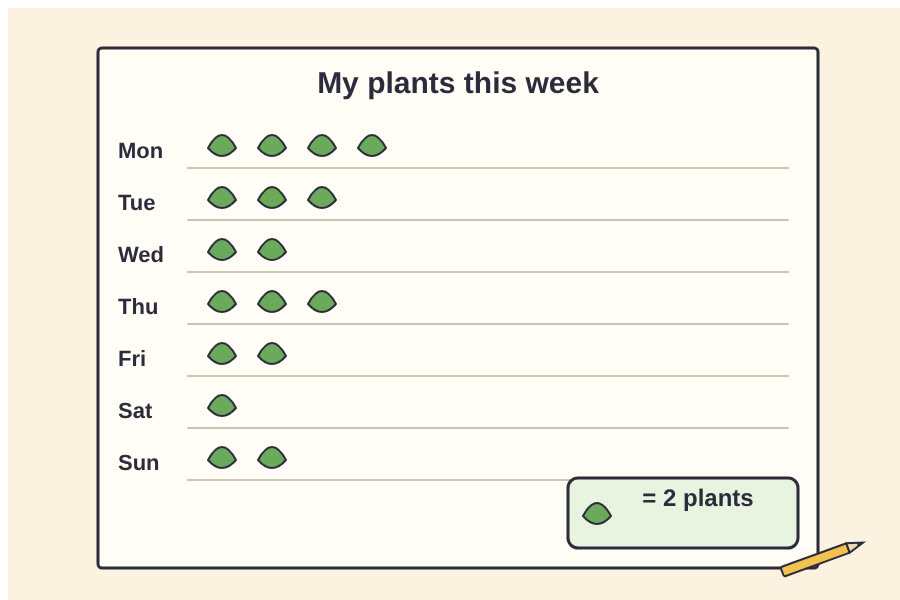 My plants this week
Mon
Tue
Wed
Thu
Fri
Sat
Sun
= 2 plants